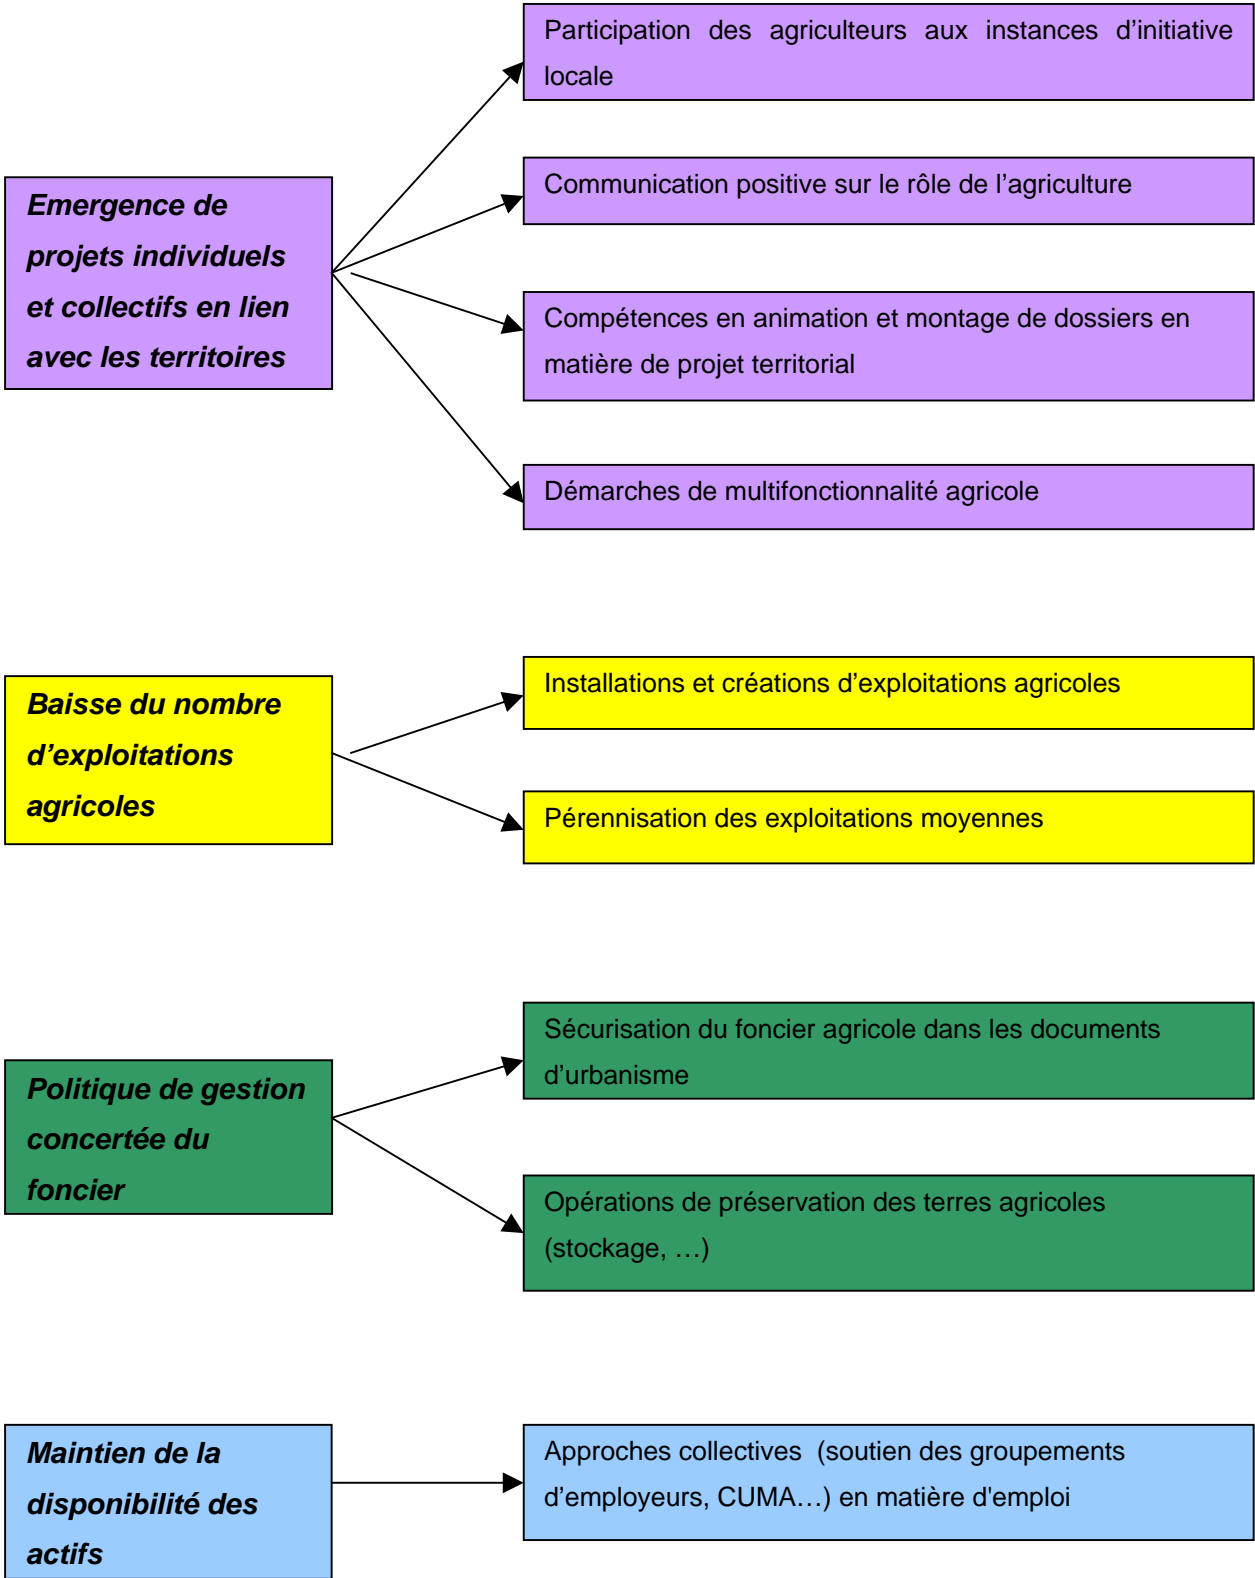 Participation des agriculteurs aux instances d’initiative
locale
Communication positive sur le rôle de l’agriculture
Emergence de
projets individuels
et collectifs en lien
avec les territoires
Compétences en animation et montage de dossiers en
matière de projet territorial
Démarches de multifonctionnalité agricole
Baisse du nombre
d’exploitations
agricoles
Installations et créations d’exploitations agricoles
Pérennisation des exploitations moyennes
Politique de gestion
concertée du
foncier
Sécurisation du foncier agricole dans les documents
d’urbanisme
Opérations de préservation des terres agricoles
(stockage, …)
Maintien de la
disponibilité des
actifs
Approches collectives  (soutien des groupements
d’employeurs, CUMA…) en matière d'emploi